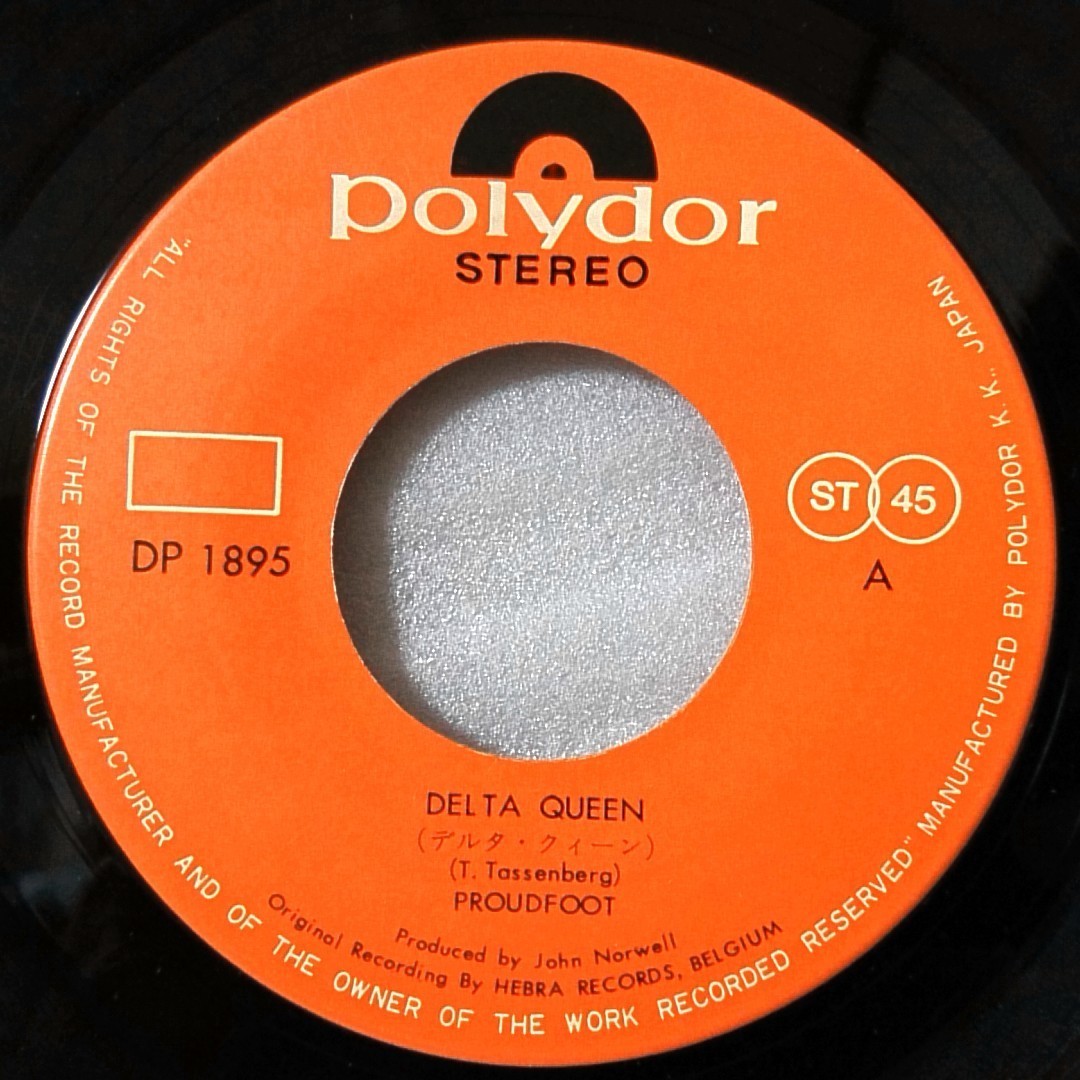 polydor
STEREO
"ALL RIGHTS OF THE RECORD MANUFACTURER AND OF THE OWNER OF THE WORK RECORDED RESERVED" MANUFACTURED BY POLYDOR K.K., JAPAN
DP 1895
ST 45
A
DELTA QUEEN
(デルタ・クィーン)
(T. Tassenberg)
PROUDFOOT
Produced by John Norwell
Original Recording By HEBRA RECORDS, BELGIUM